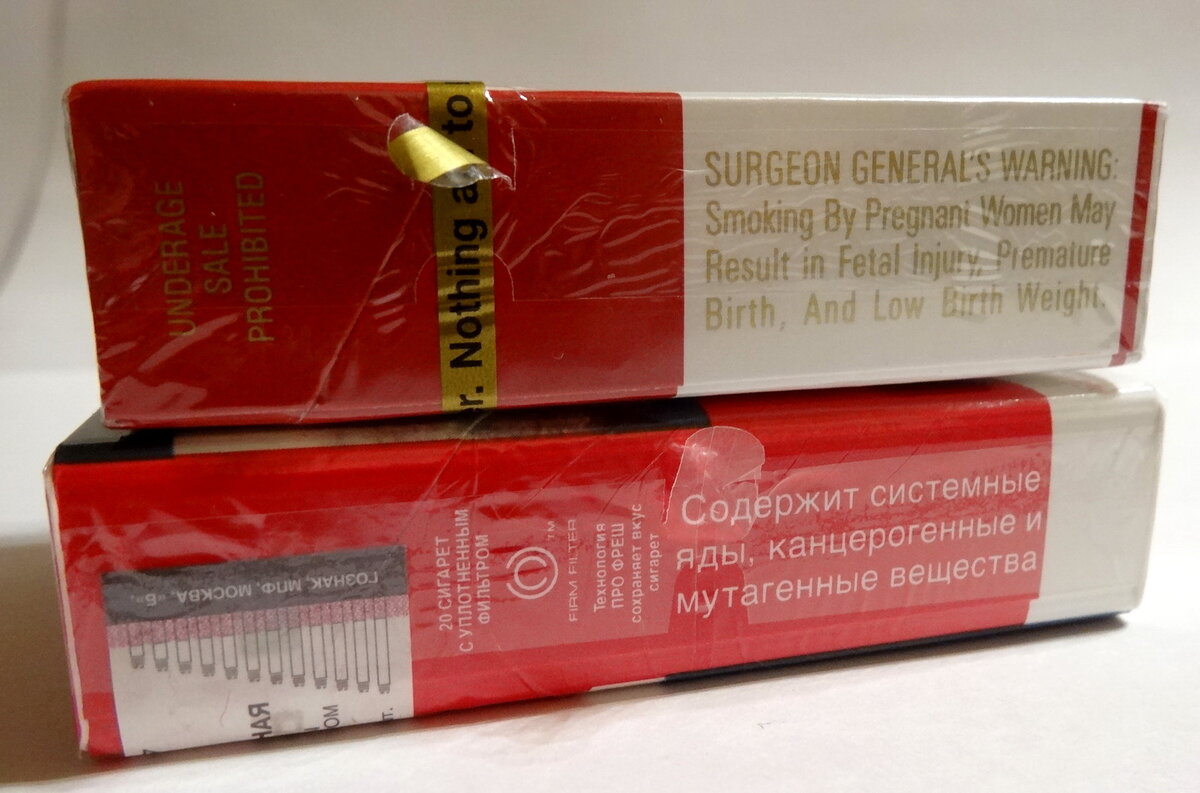 UNDERAGE
SALE
PROHIBITED
r. Nothing a to
SURGEON GENERAL'S WARNING:
Smoking By Pregnant Women May
Result in Fetal Injury, Premature
Birth, And Low Birth Weight.
ГОЗНАК, МПФ, МОСКВА, «Б».
НАЯ
ОМ
т.
20 СИГАРЕТ
С УПЛОТНЕННЫМ
ФИЛЬТРОМ
TM
FIRM FILTER
Технология
ПРО ФРЕШ
сохраняет вкус
сигарет
Содержит системные
яды, канцерогенные и
мутагенные вещества